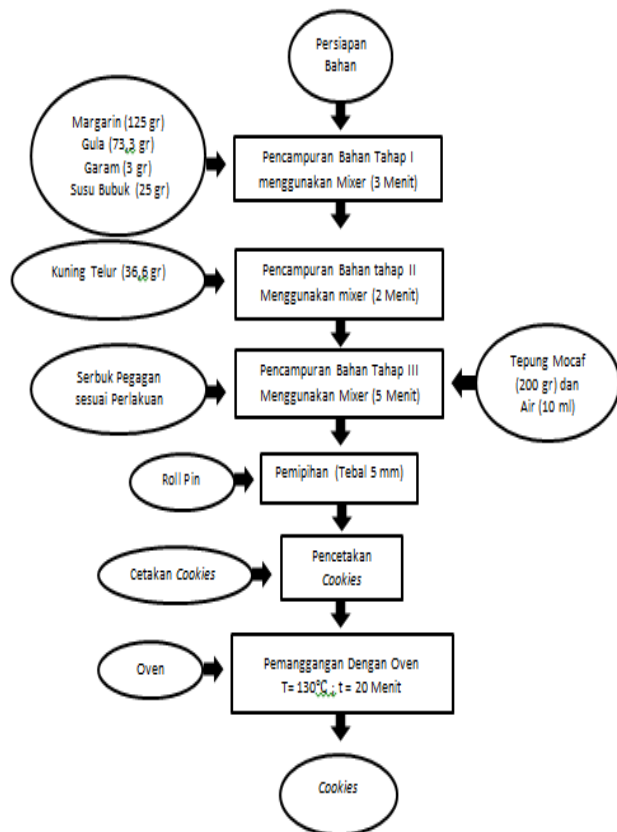 Persiapan
Bahan
Margarin (125 gr)
Gula (73,3 gr)
Garam (3 gr)
Susu Bubuk (25 gr)
Pencampuran Bahan Tahap I
menggunakan Mixer (3 Menit)
Kuning Telur (36,6 gr)
Pencampuran Bahan tahap II
Menggunakan mixer (2 Menit)
Serbuk Pegagan
sesuai Perlakuan
Pencampuran Bahan Tahap III
Menggunakan Mixer (5 Menit)
Tepung Mocaf
(200 gr) dan
Air (10 ml)
Roll Pin
Pemipihan (Tebal 5 mm)
Cetakan Cookies
Pencetakan
Cookies
Oven
Pemanggangan Dengan Oven
T= 130°C ; t = 20 Menit
Cookies